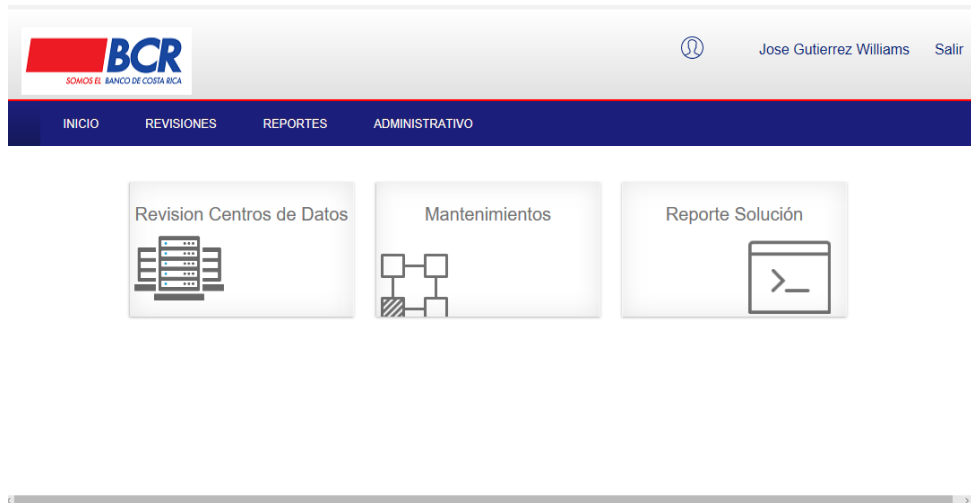 BCR
SOMOS EL BANCO DE COSTA RICA
Jose Gutierrez Williams Salir
INICIO REVISIONES REPORTES ADMINISTRATIVO
Revision Centros de Datos
Mantenimientos
Reporte Solución